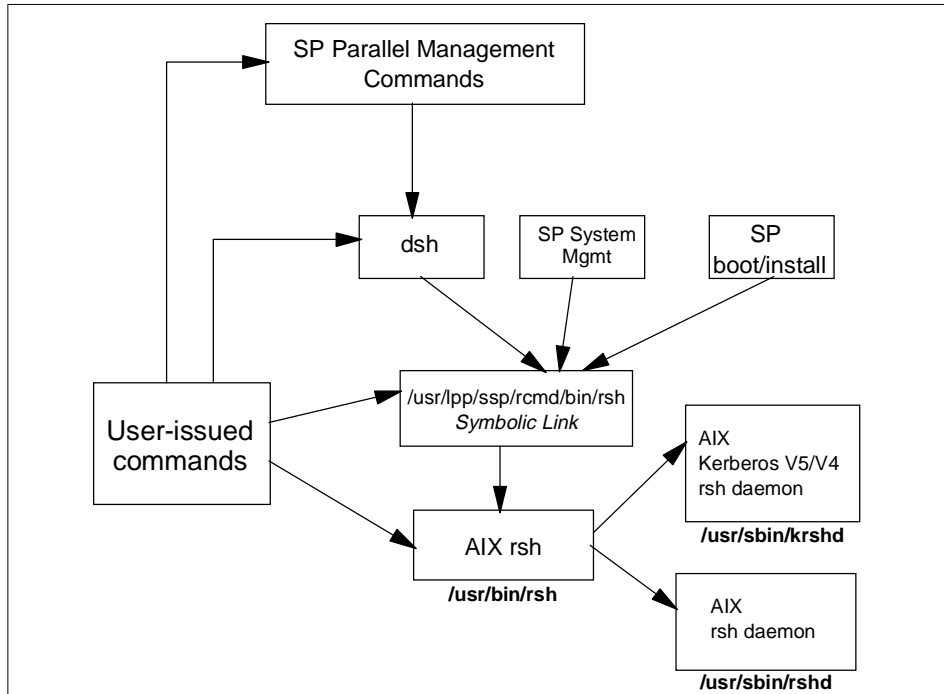 SP Parallel Management
Commands
dsh
SP System
Mgmt
SP
boot/install
User-issued
commands
/usr/lpp/ssp/rcmd/bin/rsh
Symbolic Link
AIX
Kerberos V5/V4
rsh daemon
/usr/sbin/krshd
AIX rsh
/usr/bin/rsh
AIX
rsh daemon
/usr/sbin/rshd